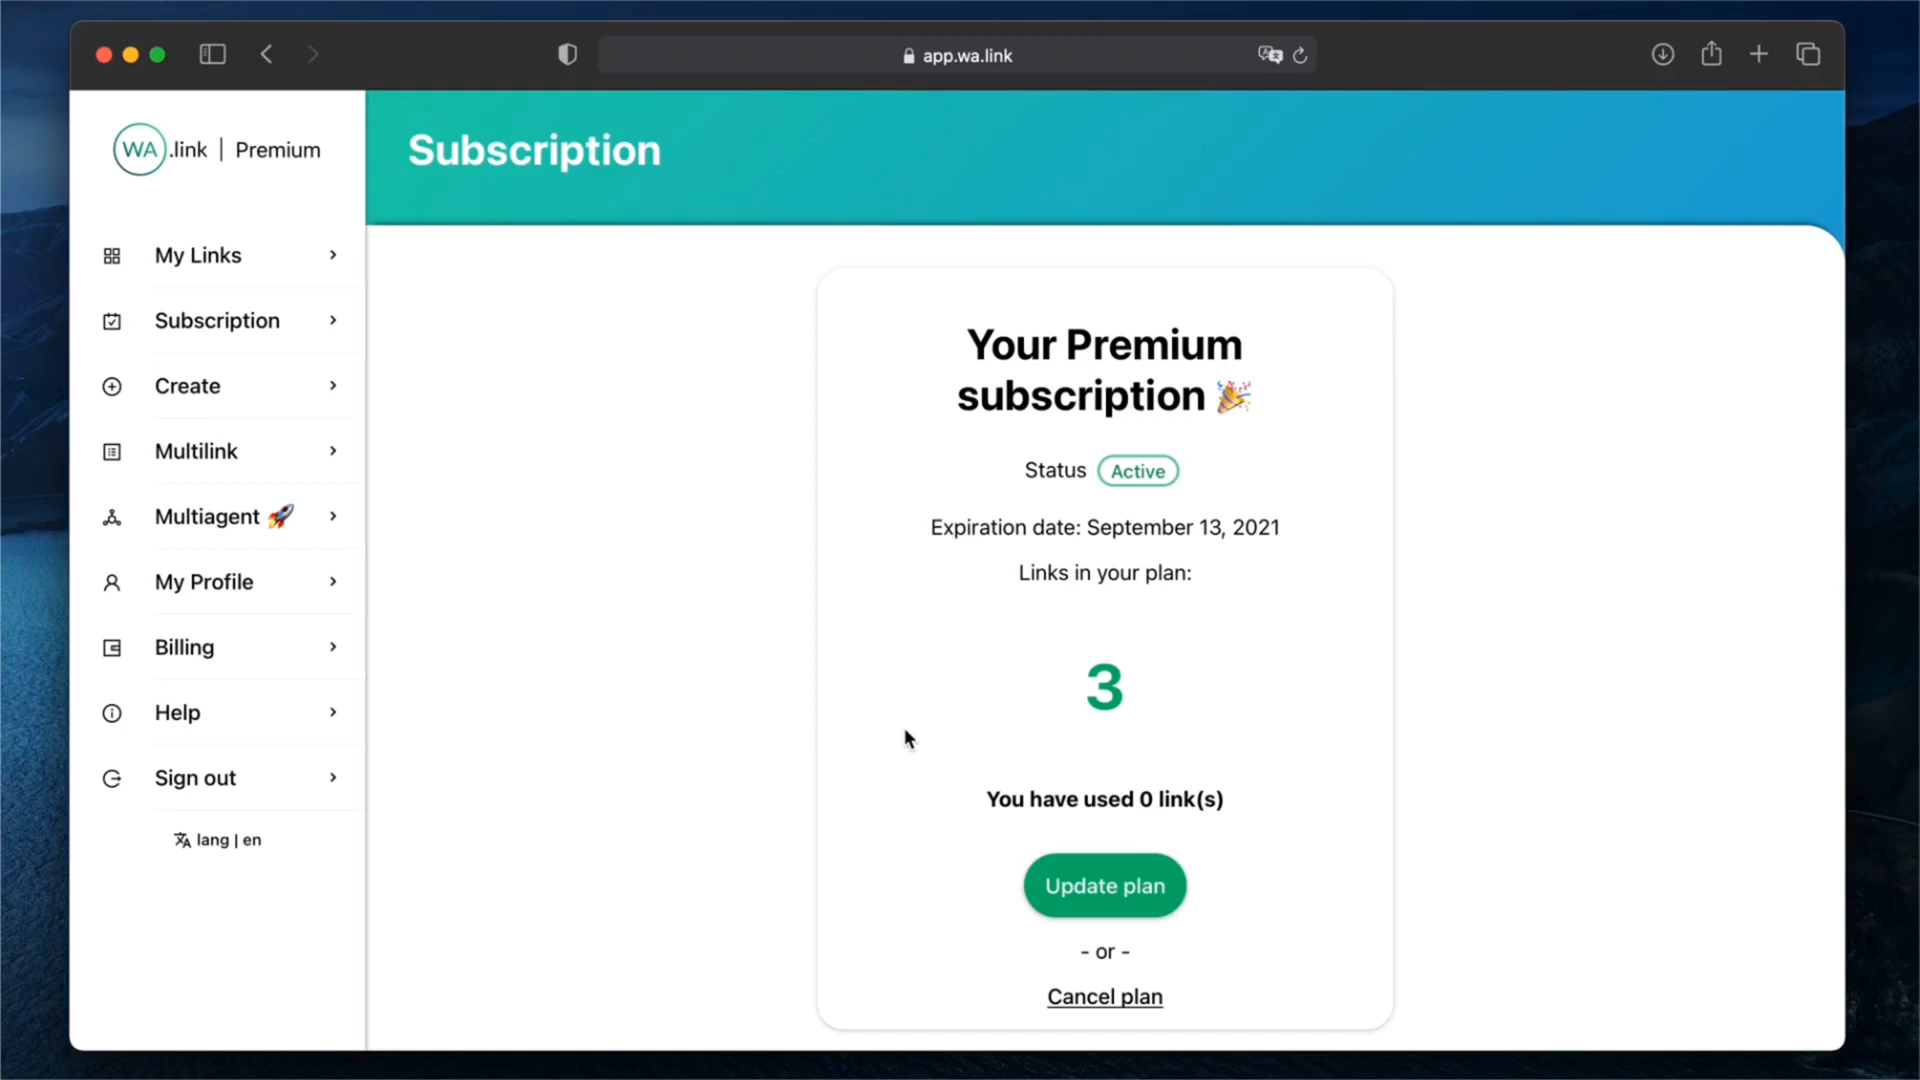 app.wa.link
WA.link | Premium
Subscription
My Links
Subscription
Create
Multilink
Multiagent 🚀
My Profile
Billing
Help
Sign out
lang | en
Your Premium
subscription 🎉
Status Active
Expiration date: September 13, 2021
Links in your plan:
3
You have used 0 link(s)
Update plan
- or -
Cancel plan